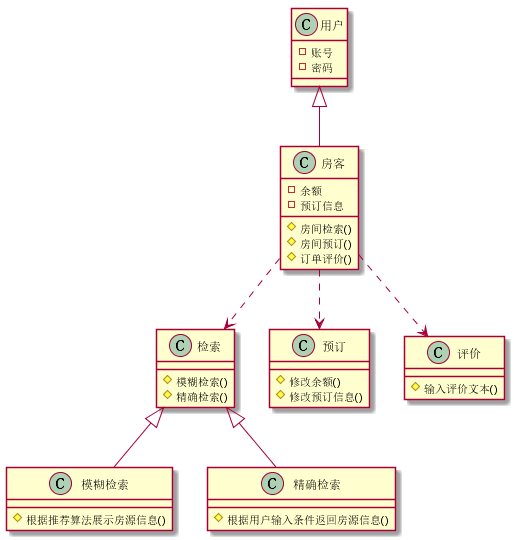 C 用户
账号
密码
C 房客
余额
预订信息
房间检索()
房间预订()
订单评价()
C 检索
模糊检索()
精确检索()
C 预订
修改余额()
修改预订信息()
C 评价
输入评价文本()
C 模糊检索
根据推荐算法展示房源信息()
C 精确检索
根据用户输入条件返回房源信息()